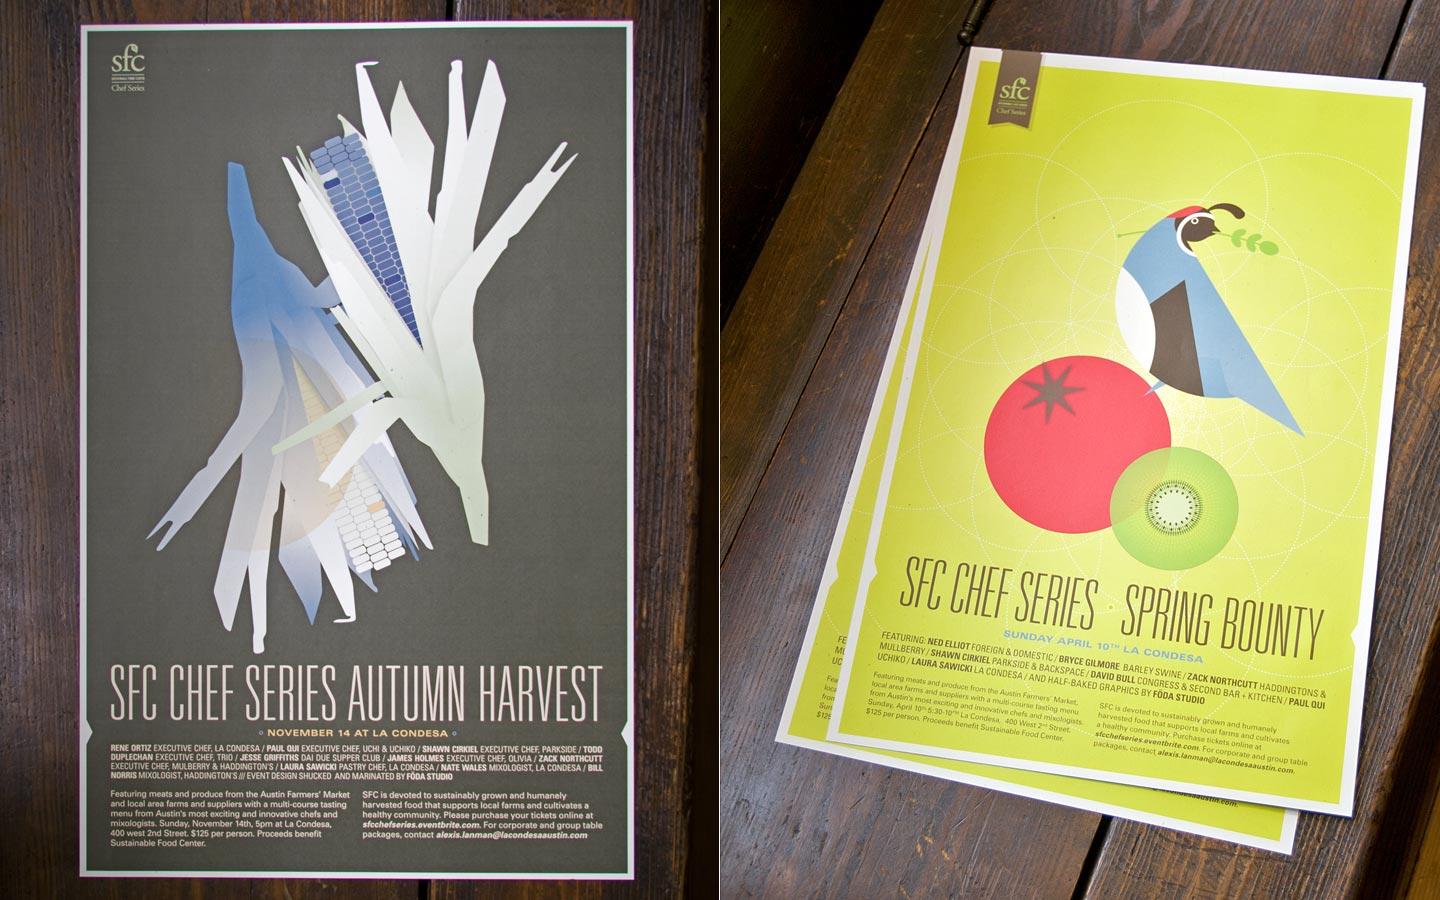 sfc
SUSTAINABLE FOOD CENTER
Chef Series
SFC CHEF SERIES AUTUMN HARVEST
NOVEMBER 14 AT LA CONDESA
RENE ORTIZ EXECUTIVE CHEF, LA CONDESA / PAUL QUI EXECUTIVE CHEF, UCHI & UCHIKO / SHAWN CIRKIEL EXECUTIVE CHEF, PARKSIDE / TODD
DUPLECHAN EXECUTIVE CHEF, TRIO / JESSE GRIFFITHS DAI DUE SUPPER CLUB / JAMES HOLMES EXECUTIVE CHEF, OLIVIA / ZACK NORTHCUTT
EXECUTIVE CHEF, MULBERRY & HADDINGTON'S / LAURA SAWICKI PASTRY CHEF, LA CONDESA / NATE WALES MIXOLOGIST, LA CONDESA / BILL
NORRIS MIXOLOGIST, HADDINGTON'S /// EVENT DESIGN SHUCKED AND MARINATED BY FÖDA STUDIO
Featuring meats and produce from the Austin Farmers' Market
and local area farms and suppliers with a multi-course tasting
menu from Austin's most exciting and innovative chefs and
mixologists. Sunday, November 14th, 5pm at La Condesa,
400 west 2nd Street. $125 per person. Proceeds benefit
Sustainable Food Center.
SFC is devoted to sustainably grown and humanely
harvested food that supports local farms and cultivates a
healthy community. Please purchase your tickets online at
sfcchefseries.eventbrite.com. For corporate and group table
packages, contact alexis.lanman@lacondesaaustin.com
sfc
Chef Series
SFC CHEF SERIES · SPRING BOUNTY
SUNDAY APRIL 10TH LA CONDESA
FEATURING: NED ELLIOT FOREIGN & DOMESTIC / BRYCE GILMORE BARLEY SWINE / ZACK NORTHCUTT HADDINGTONS &
MULLBERRY / SHAWN CIRKIEL PARKSIDE & BACKSPACE / DAVID BULL CONGRESS & SECOND BAR + KITCHEN / PAUL QUI
UCHIKO / LAURA SAWICKI LA CONDESA / AND HALF-BAKED GRAPHICS BY FÖDA STUDIO
Featuring meats and produce from the Austin Farmers' Market,
local area farms and suppliers with a multi-course tasting menu
from Austin's most exciting and innovative chefs and mixologists.
Sunday, April 10th 5:30-10PM La Condesa, 400 West 2nd Street.
$125 per person. Proceeds benefit Sustainable Food Center.
SFC is devoted to sustainably grown and humanely
harvested food that supports local farms and cultivates
a healthy community. Purchase tickets online at
sfcchefseries.eventbrite.com. For corporate and group table
packages, contact alexis.lanman@lacondesaaustin.com.